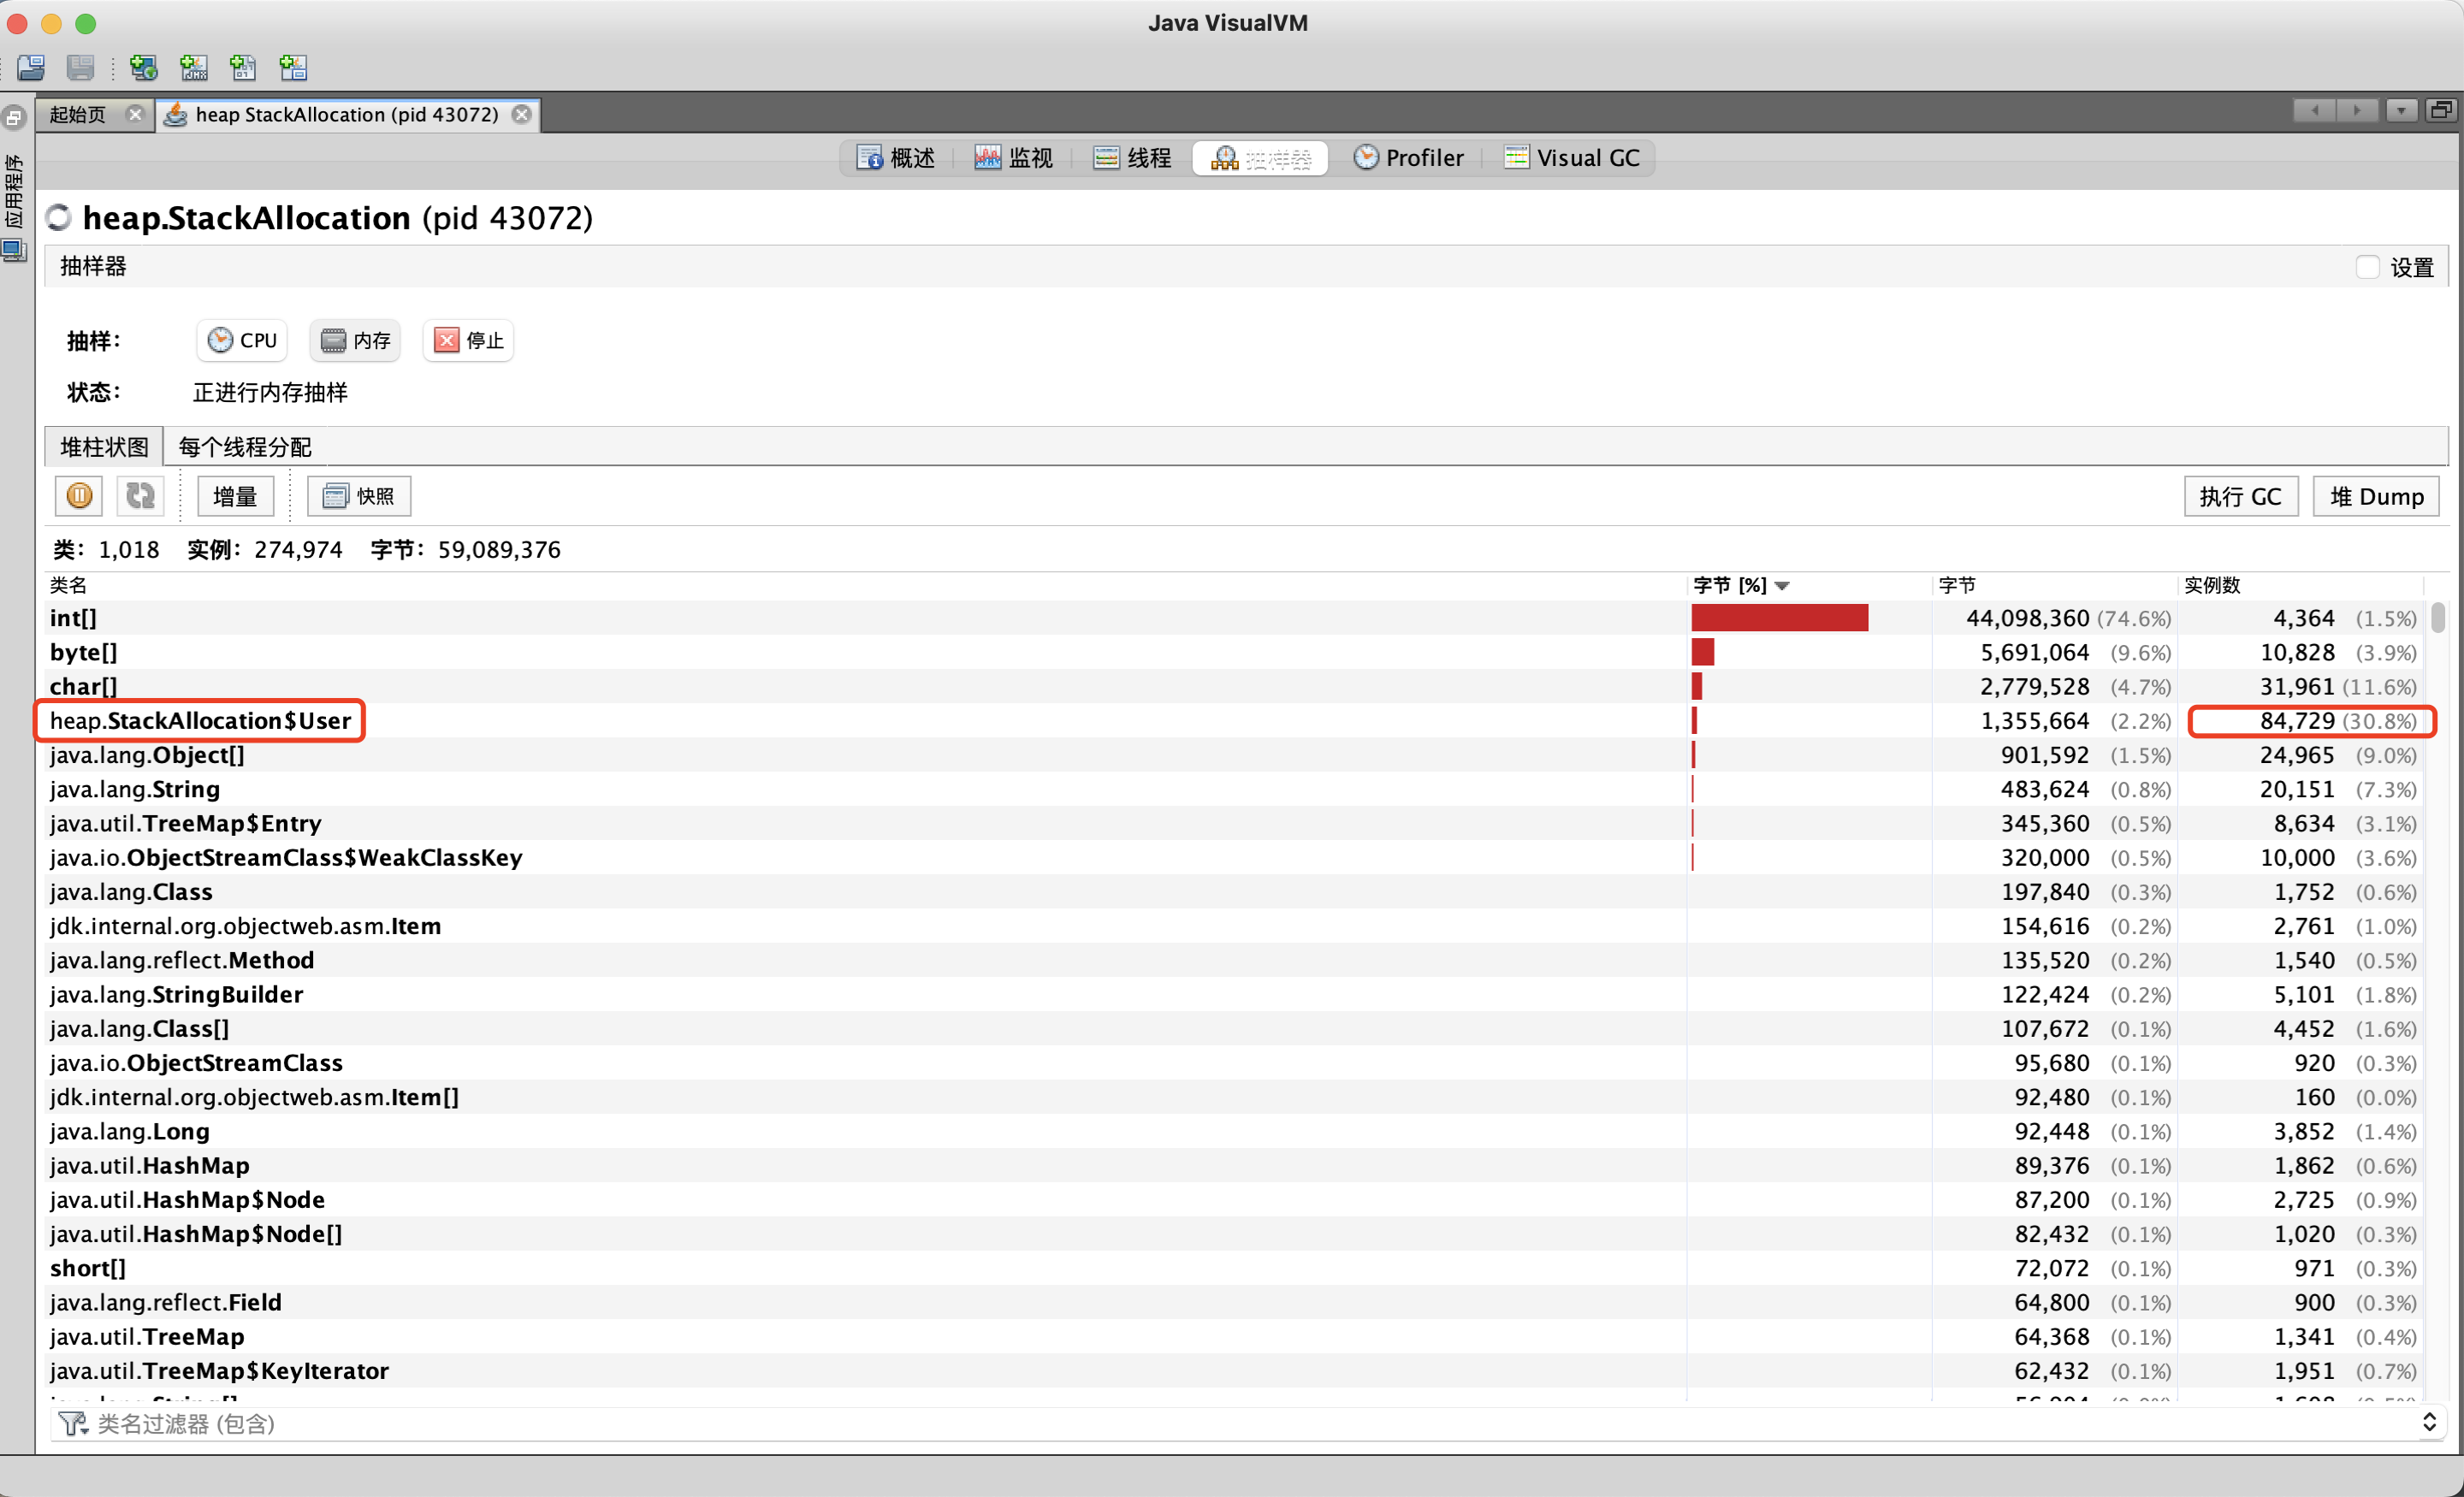 Java VisualVM
起始页
heap StackAllocation (pid 43072)
应用程序
概述 监视 线程 抽样器 Profiler Visual GC
heap.StackAllocation (pid 43072)
抽样器 设置
抽样： CPU 内存 停止
状态： 正进行内存抽样
堆柱状图 每个线程分配
增量 快照 执行 GC 堆 Dump
类： 1,018 实例： 274,974 字节： 59,089,376
类名 字节 [%] 字节 实例数
int[] 44,098,360 (74.6%) 4,364 (1.5%)
byte[] 5,691,064 (9.6%) 10,828 (3.9%)
char[] 2,779,528 (4.7%) 31,961 (11.6%)
heap.StackAllocation$User 1,355,664 (2.2%) 84,729 (30.8%)
java.lang.Object[] 901,592 (1.5%) 24,965 (9.0%)
java.lang.String 483,624 (0.8%) 20,151 (7.3%)
java.util.TreeMap$Entry 345,360 (0.5%) 8,634 (3.1%)
java.io.ObjectStreamClass$WeakClassKey 320,000 (0.5%) 10,000 (3.6%)
java.lang.Class 197,840 (0.3%) 1,752 (0.6%)
jdk.internal.org.objectweb.asm.Item 154,616 (0.2%) 2,761 (1.0%)
java.lang.reflect.Method 135,520 (0.2%) 1,540 (0.5%)
java.lang.StringBuilder 122,424 (0.2%) 5,101 (1.8%)
java.lang.Class[] 107,672 (0.1%) 4,452 (1.6%)
java.io.ObjectStreamClass 95,680 (0.1%) 920 (0.3%)
jdk.internal.org.objectweb.asm.Item[] 92,480 (0.1%) 160 (0.0%)
java.lang.Long 92,448 (0.1%) 3,852 (1.4%)
java.util.HashMap 89,376 (0.1%) 1,862 (0.6%)
java.util.HashMap$Node 87,200 (0.1%) 2,725 (0.9%)
java.util.HashMap$Node[] 82,432 (0.1%) 1,020 (0.3%)
short[] 72,072 (0.1%) 971 (0.3%)
java.lang.reflect.Field 64,800 (0.1%) 900 (0.3%)
java.util.TreeMap 64,368 (0.1%) 1,341 (0.4%)
java.util.TreeMap$KeyIterator 62,432 (0.1%) 1,951 (0.7%)
类名过滤器 (包含)